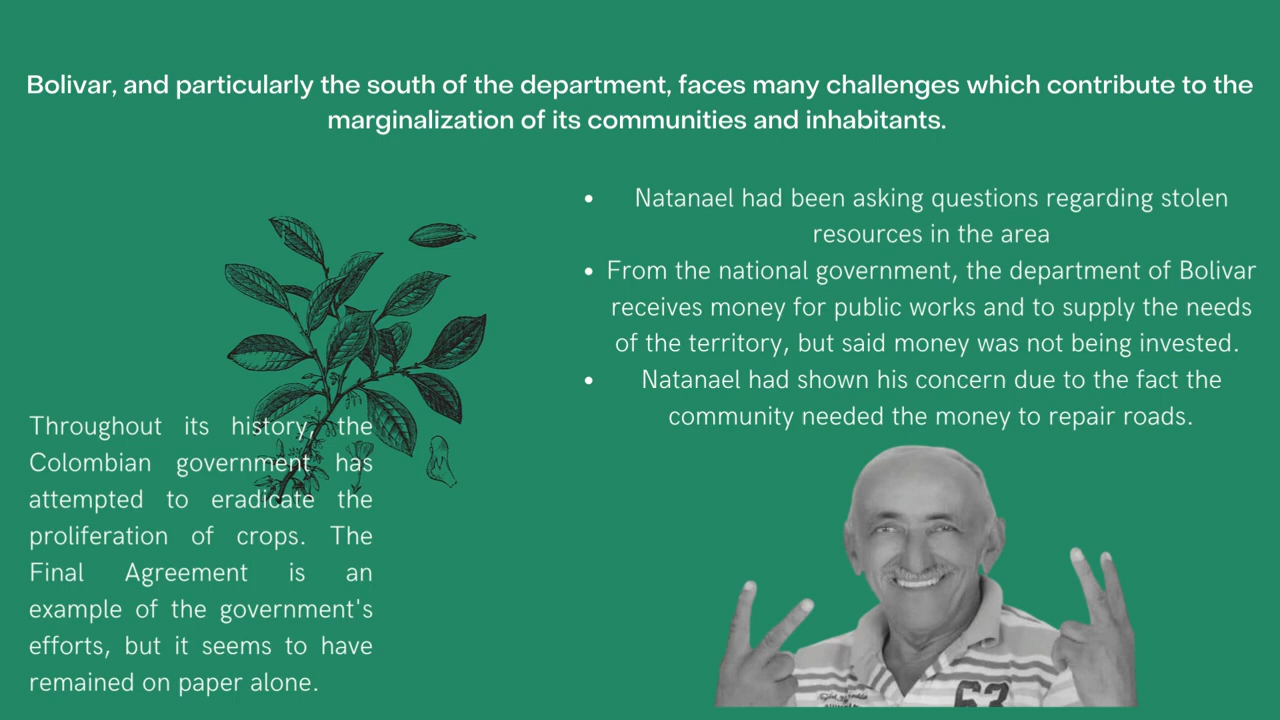 Bolivar, and particularly the south of the department, faces many challenges which contribute to the
marginalization of its communities and inhabitants.
• Natanael had been asking questions regarding stolen
resources in the area
• From the national government, the department of Bolivar
receives money for public works and to supply the needs
of the territory, but said money was not being invested.
• Natanael had shown his concern due to the fact the
community needed the money to repair roads.
Throughout its history, the
Colombian government has
attempted to eradicate the
proliferation of crops. The
Final Agreement is an
example of the government's
efforts, but it seems to have
remained on paper alone.
63